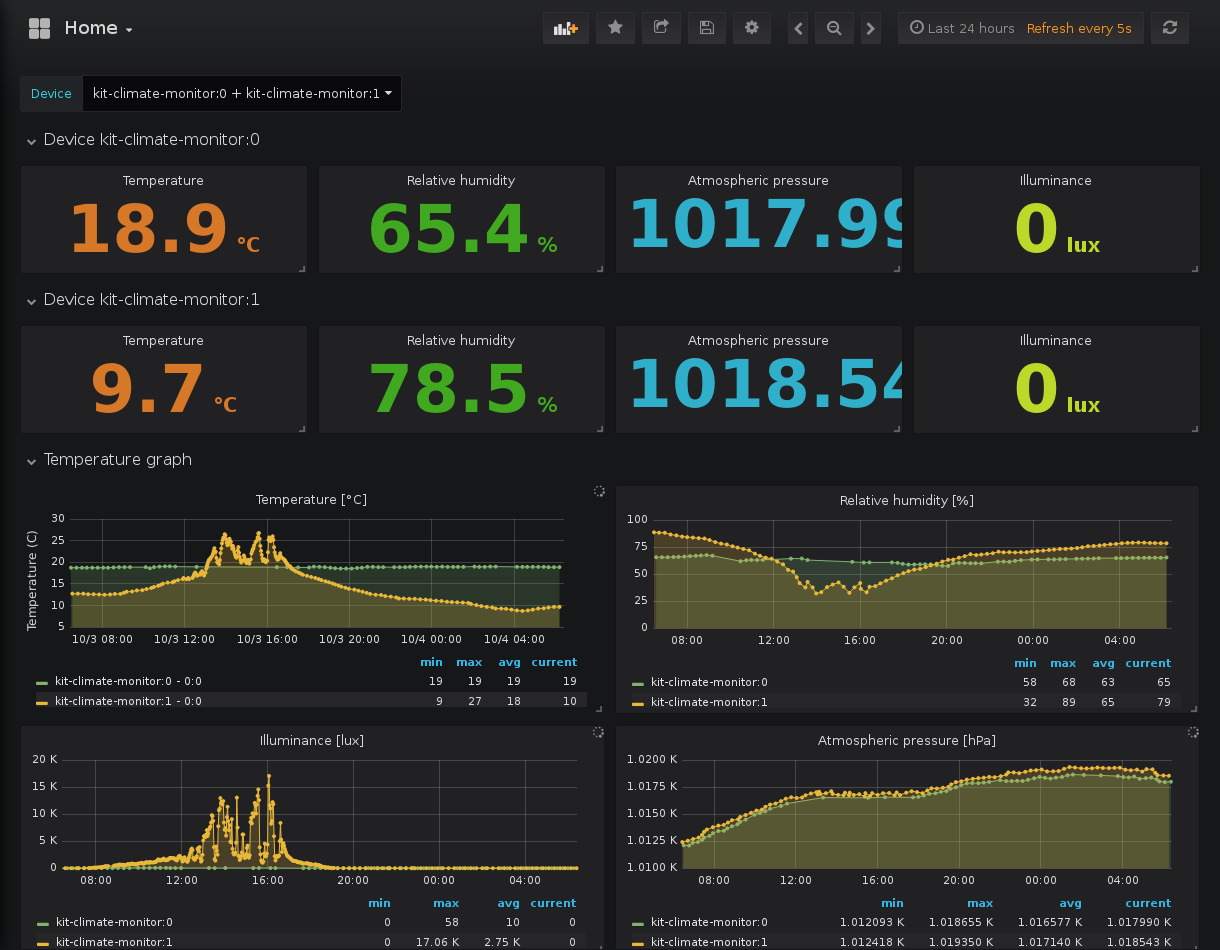 Home
Last 24 hours Refresh every 5s
Device kit-climate-monitor:0 + kit-climate-monitor:1
Device kit-climate-monitor:0
Temperature Relative humidity Atmospheric pressure Illuminance
18.9 °C 65.4 % 1017.99 0 lux
Device kit-climate-monitor:1
Temperature Relative humidity Atmospheric pressure Illuminance
9.7 °C 78.5 % 1018.54 0 lux
Temperature graph
Temperature [°C]
Temperature (C)
30
25
20
15
10
5
10/3 08:00 10/3 12:00 10/3 16:00 10/3 20:00 10/4 00:00 10/4 04:00
min max avg current
kit-climate-monitor:0 - 0:0 19 19 19 19
kit-climate-monitor:1 - 0:0 9 27 18 10
Relative humidity [%]
100
75
50
25
0
08:00 12:00 16:00 20:00 00:00 04:00
min max avg current
kit-climate-monitor:0 58 68 63 65
kit-climate-monitor:1 32 89 65 79
Illuminance [lux]
20 K
15 K
10 K
5 K
0
08:00 12:00 16:00 20:00 00:00 04:00
min max avg current
kit-climate-monitor:0 0 58 10 0
kit-climate-monitor:1 0 17.06 K 2.75 K 0
Atmospheric pressure [hPa]
1.0200 K
1.0175 K
1.0150 K
1.0125 K
1.0100 K
08:00 12:00 16:00 20:00 00:00 04:00
min max avg current
kit-climate-monitor:0 1.012093 K 1.018655 K 1.016577 K 1.017990 K
kit-climate-monitor:1 1.012418 K 1.019350 K 1.017140 K 1.018543 K